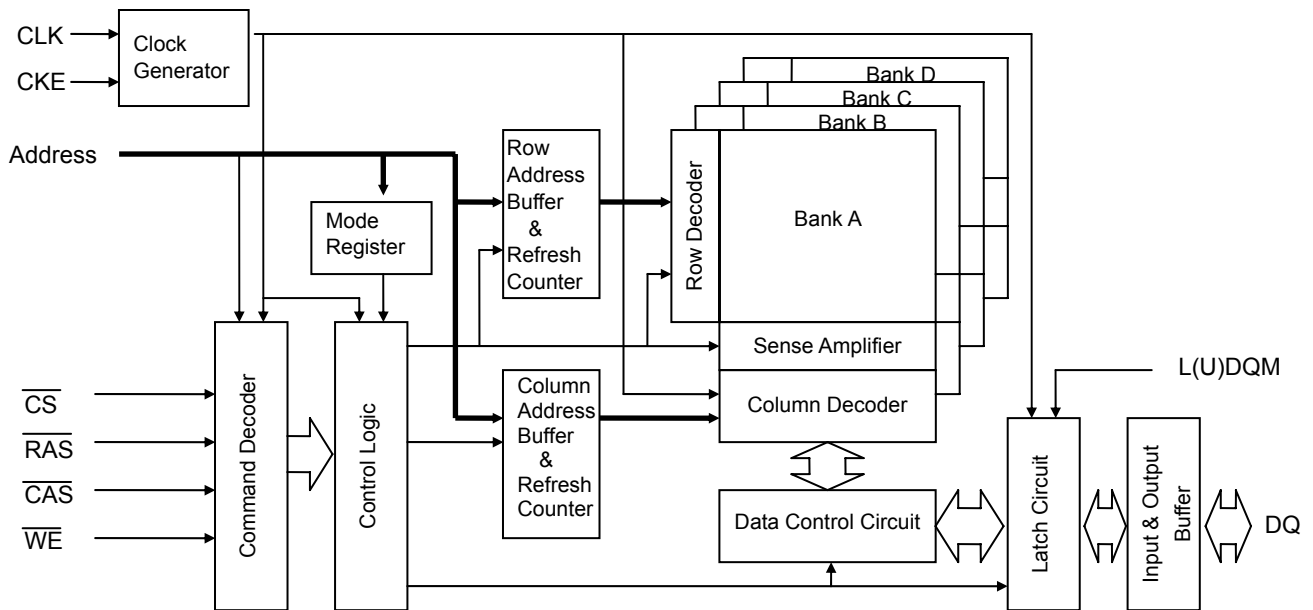 CLK
CKE
Clock
Generator
Address
Mode
Register
Row
Address
Buffer
&
Refresh
Counter
Bank D
Bank C
Bank B
Bank A
Row Decoder
Sense Amplifier
Column Decoder
Column
Address
Buffer
&
Refresh
Counter
CS
RAS
CAS
WE
Command Decoder
Control Logic
Data Control Circuit
L(U)DQM
Latch Circuit
Input & Output
Buffer
DQ